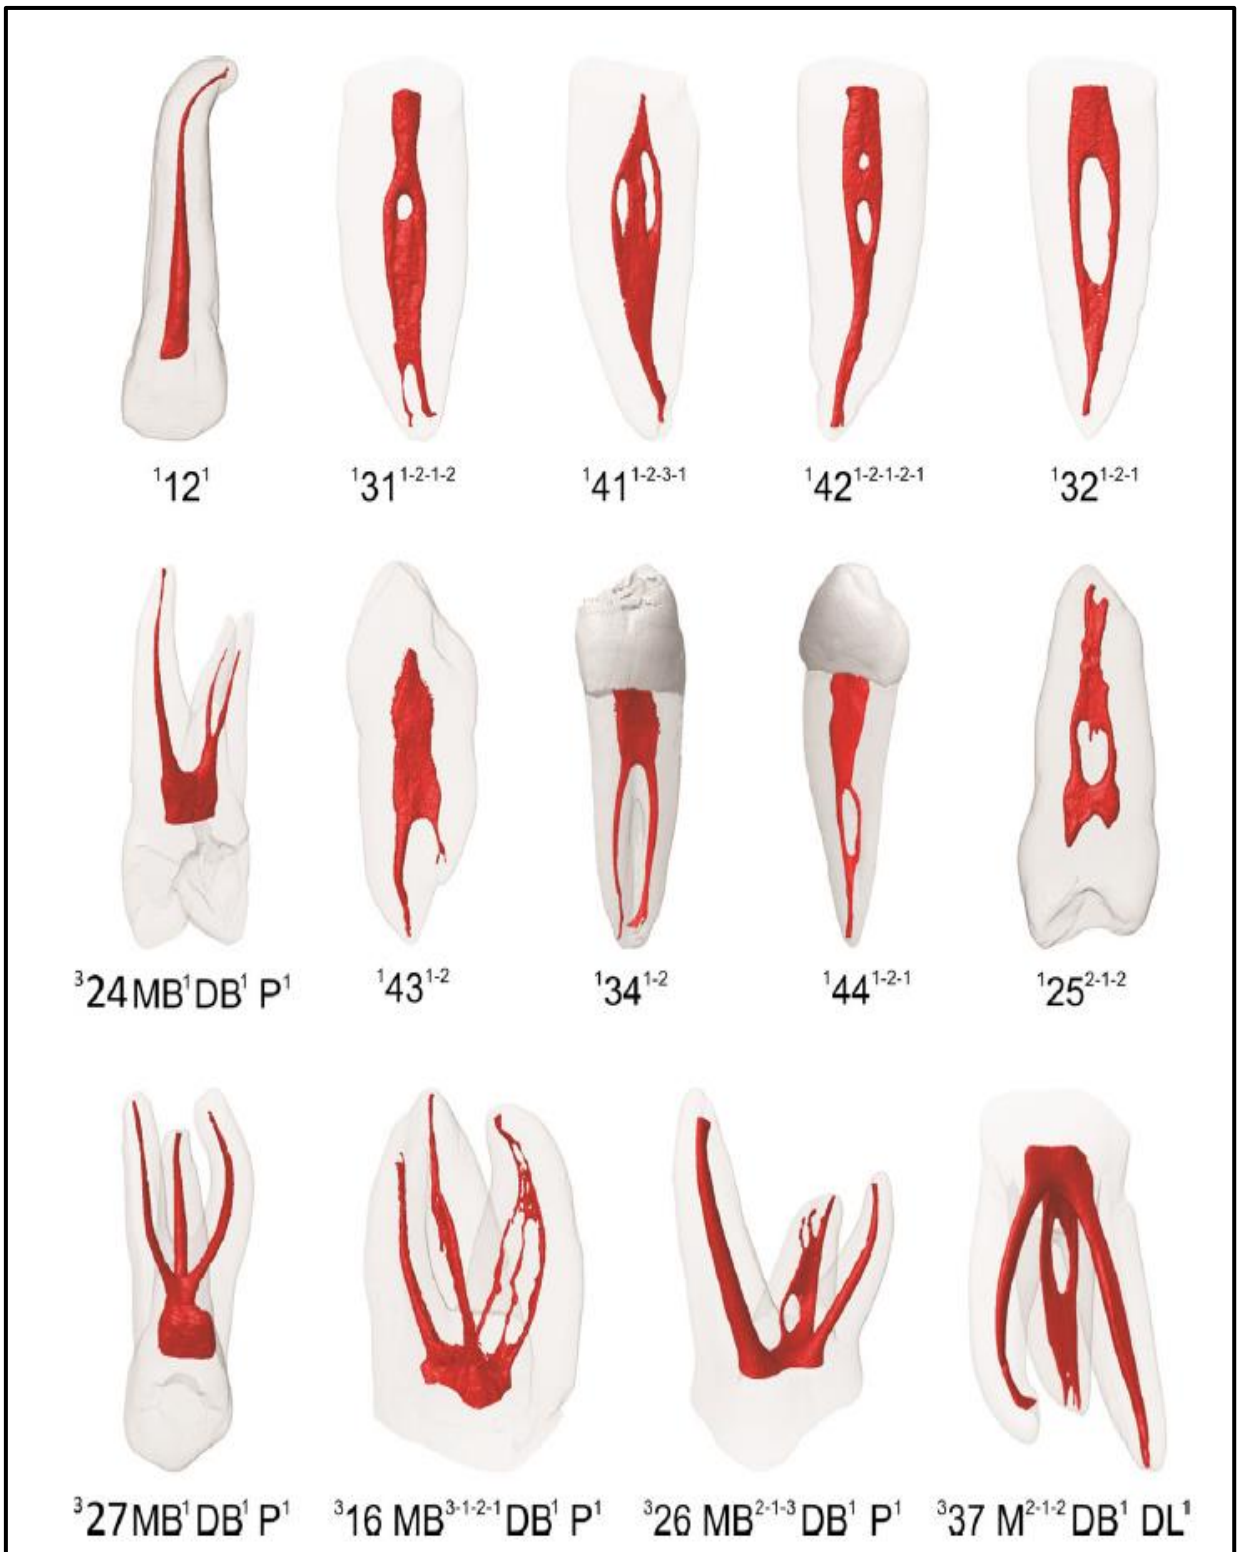 ¹12¹ ¹31¹⁻²⁻¹⁻² ¹41¹⁻²⁻³⁻¹ ¹42¹⁻²⁻¹⁻²⁻¹ ¹32¹⁻²⁻¹
³24 MB¹ DB¹ P¹ ¹43¹⁻² ¹34¹⁻² ¹44¹⁻²⁻¹ ¹25²⁻¹⁻²
³27 MB¹ DB¹ P¹ ³16 MB³⁻¹⁻²⁻¹ DB¹ P¹ ³26 MB²⁻¹⁻³ DB¹ P¹ ³37 M²⁻¹⁻² DB¹ DL¹